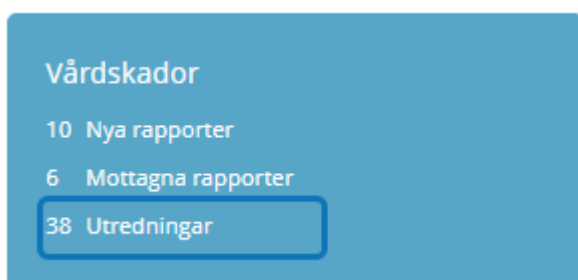 Vårdskador
10 Nya rapporter
6 Mottagna rapporter
38 Utredningar